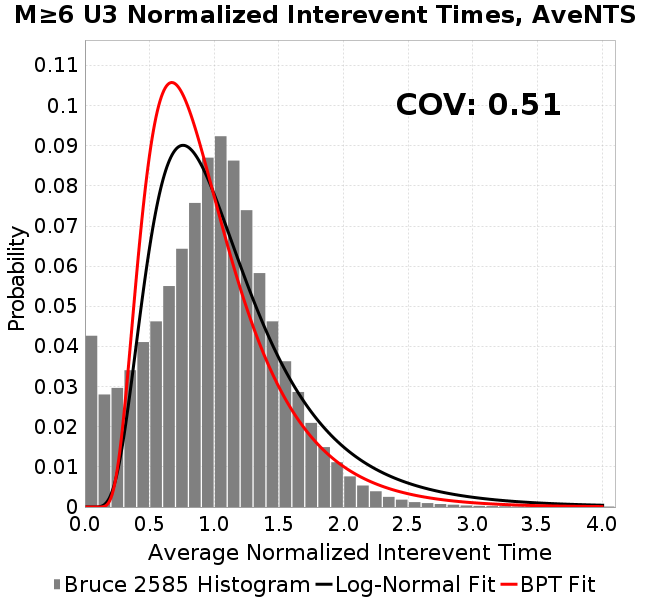 M≥6 U3 Normalized Interevent Times, AveNTS
COV: 0.51
Probability
0.11
0.1
0.09
0.08
0.07
0.06
0.05
0.04
0.03
0.02
0.01
0
0.0 0.5 1.0 1.5 2.0 2.5 3.0 3.5 4.0
Average Normalized Interevent Time
Bruce 2585 Histogram Log-Normal Fit BPT Fit